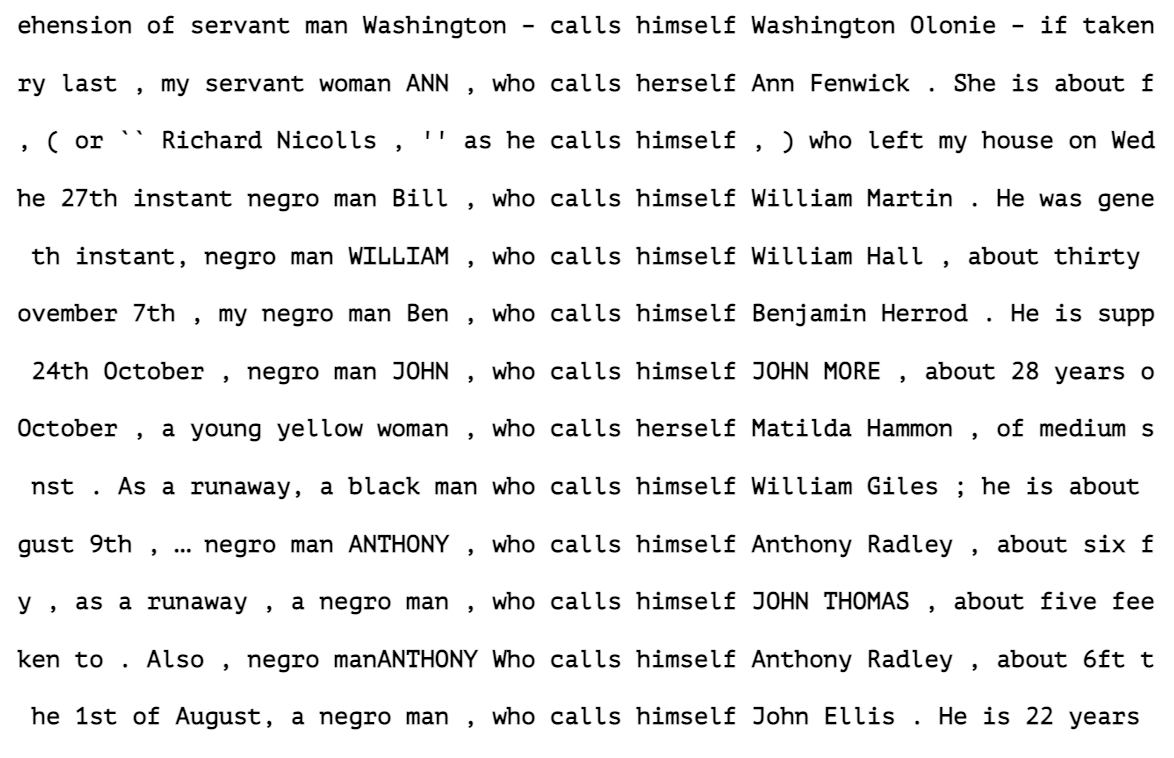 ehension of servant man Washington – calls himself Washington Olonie – if taken
ry last , my servant woman ANN , who calls herself Ann Fenwick . She is about f
, ( or `` Richard Nicolls , '' as he calls himself , ) who left my house on Wed
he 27th instant negro man Bill , who calls himself William Martin . He was gene
th instant, negro man WILLIAM , who calls himself William Hall , about thirty
ovember 7th , my negro man Ben , who calls himself Benjamin Herrod . He is supp
24th October , negro man JOHN , who calls himself JOHN MORE , about 28 years o
October , a young yellow woman , who calls herself Matilda Hammon , of medium s
nst . As a runaway, a black man who calls himself William Giles ; he is about
gust 9th , … negro man ANTHONY , who calls himself Anthony Radley , about six f
y , as a runaway , a negro man , who calls himself JOHN THOMAS , about five fee
ken to . Also , negro manANTHONY Who calls himself Anthony Radley , about 6ft t
he 1st of August, a negro man , who calls himself John Ellis . He is 22 years